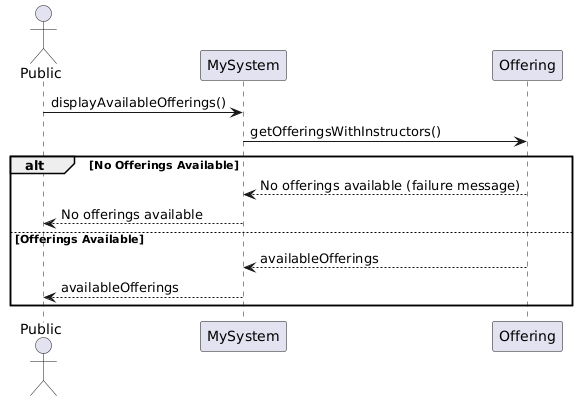 Public
MySystem
Offering
displayAvailableOfferings()
getOfferingsWithInstructors()
alt [No Offerings Available]
No offerings available (failure message)
No offerings available
[Offerings Available]
availableOfferings
availableOfferings
Public
MySystem
Offering